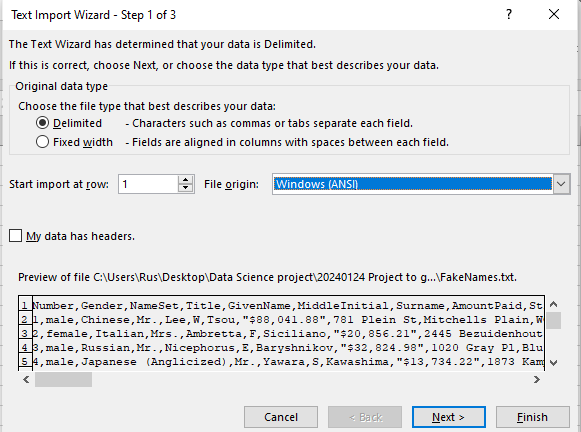 Text Import Wizard - Step 1 of 3
The Text Wizard has determined that your data is Delimited.
If this is correct, choose Next, or choose the data type that best describes your data.
Original data type
Choose the file type that best describes your data:
Delimited - Characters such as commas or tabs separate each field.
Fixed width - Fields are aligned in columns with spaces between each field.
Start import at row: 1 File origin: Windows (ANSI)
My data has headers.
Preview of file C:\Users\Rus\Desktop\Data Science project\20240124 Project to g...\FakeNames.txt.
1 Number,Gender,NameSet,Title,GivenName,MiddleInitial,Surname,AmountPaid,St
2 1,male,Chinese,Mr.,Lee,W,Tsou,"$88,041.88",781 Plein St,Mitchells Plain,W
3 2,female,Italian,Mrs.,Ambretta,F,Siciliano,"$20,856.21",2445 Bezuidenhout
4 3,male,Russian,Mr.,Nicephorus,E,Baryshnikov,"$32,824.98",1020 Gray Pl,Blu
5 4,male,Japanese (Anglicized),Mr.,Yawara,S,Kawashima,"$13,734.22",1873 Kam
Cancel < Back Next > Finish